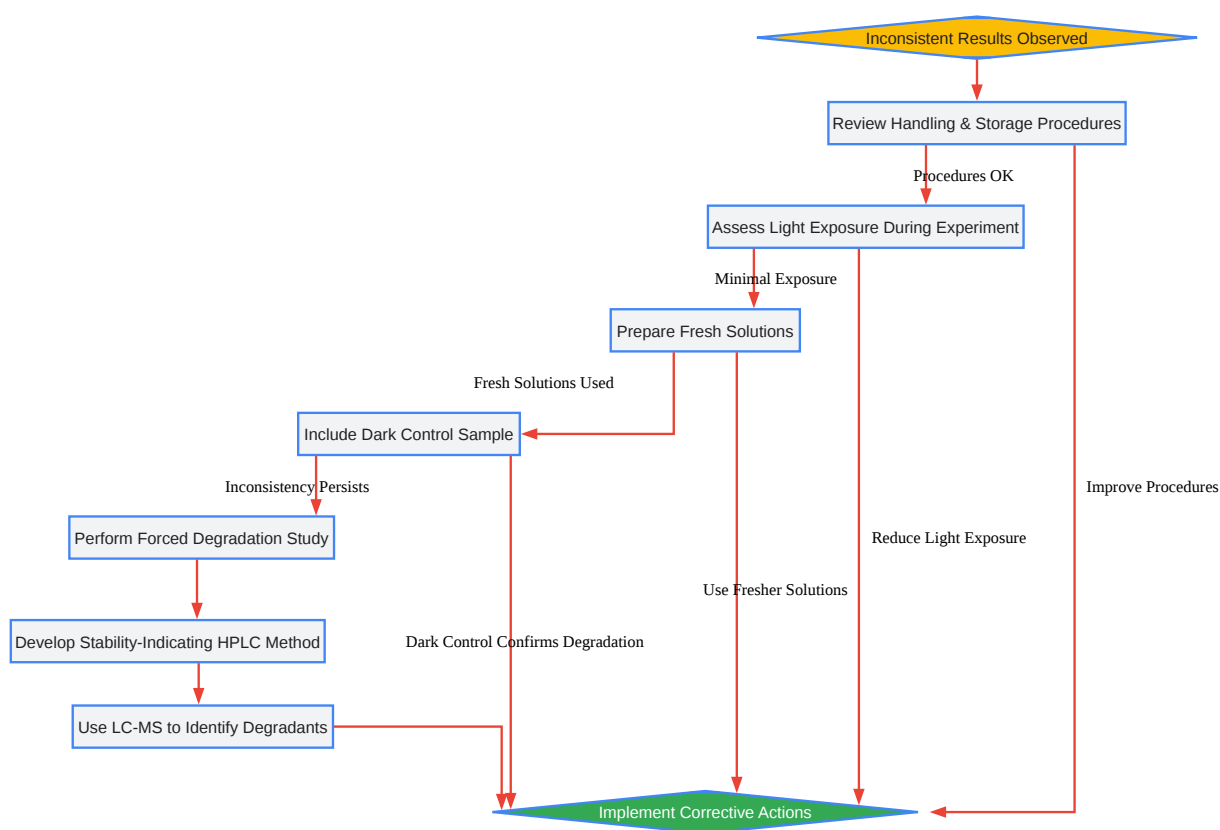 Inconsistent Results Observed
Review Handling & Storage Procedures
Procedures OK
Assess Light Exposure During Experiment
Minimal Exposure
Prepare Fresh Solutions
Fresh Solutions Used
Include Dark Control Sample
Inconsistency Persists
Improve Procedures
Perform Forced Degradation Study
Reduce Light Exposure
Use Fresher Solutions
Develop Stability-Indicating HPLC Method
Dark Control Confirms Degradation
Use LC-MS to Identify Degradants
Implement Corrective Actions